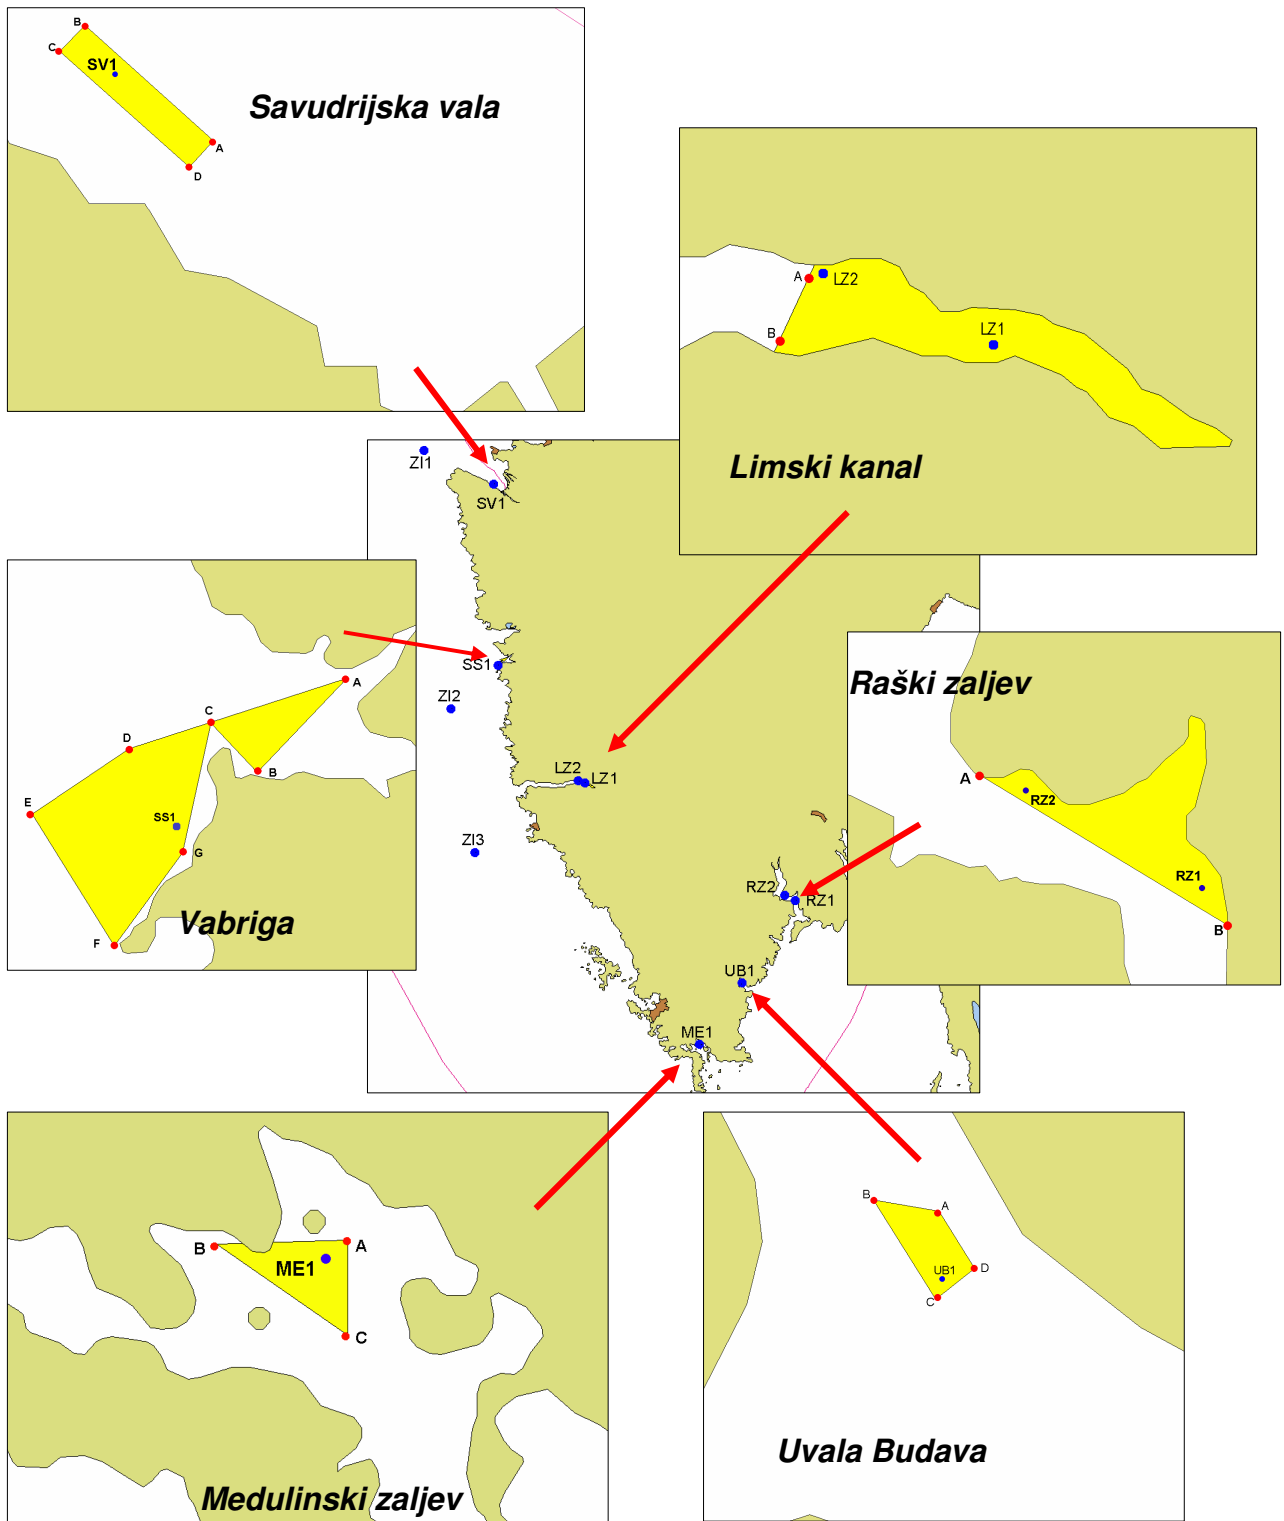 B
C
SV1
Savudrijska vala
A
D
A
LZ2
LZ1
B
Limski kanal
ZI1
SV1
SS1
ZI2
LZ2
LZ1
ZI3
RZ2
RZ1
UB1
ME1
A
C
D
B
E
SS1
G
Vabriga
F
Raški zaljev
A
RZ2
RZ1
B
B
A
ME1
C
Medulinski zaljev
B
A
UB1
D
C
Uvala Budava